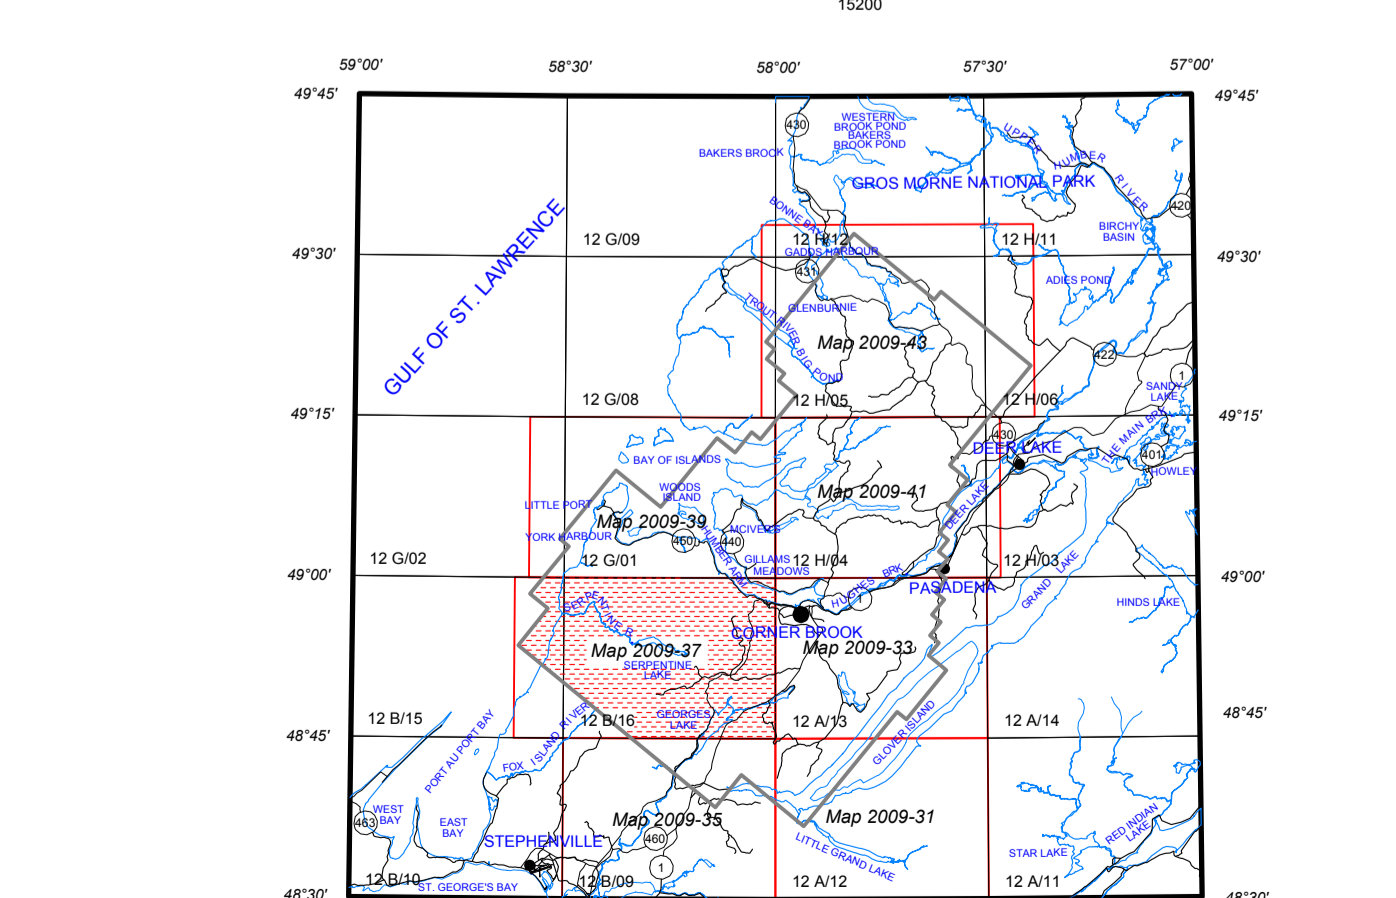 15200
59°00'
58°30'
58°00'
57°30'
57°00'
49°45'
49°45'
430
WESTERN
BROOK POND
BAKERS
BROOK POND
BAKERS BROOK
UPPER HUMBER RIVER
GROS MORNE NATIONAL PARK
420
BONNE BAY
GULF OF ST. LAWRENCE
12 G/09
12 H/12
12 H/11
BIRCHY
BASIN
GADDS HARBOUR
49°30'
49°30'
431
ADIES POND
TROUT RIVER BIG POND
GLENBURNIE
Map 2009-43
422
1
SANDY
LAKE
12 G/08
12 H/05
12 H/06
49°15'
49°15'
THE MAIN BRK
430
DEER LAKE
401
HOWLEY
BAY OF ISLANDS
WOODS
ISLAND
Map 2009-41
DEER LAKE
LITTLE PORT
Map 2009-39
MCIVER'S
YORK HARBOUR
450
440
HUMBER ARM
12 G/02
12 G/01
GILLAMS
MEADOWS
12 H/04
12 H/03
49°00'
49°00'
HUGHES BRK
1
PASADENA
GRAND LAKE
HINDS LAKE
SERPENTINE R.
CORNER BROOK
Map 2009-37
Map 2009-33
SERPENTINE
LAKE
12 B/15
12 B/16
GEORGES
LAKE
12 A/13
12 A/14
48°45'
48°45'
GLOVER ISLAND
PORT AU PORT BAY
FOX ISLAND RIVER
463
WEST
BAY
EAST
BAY
Map 2009-35
Map 2009-31
RED INDIAN
LAKE
STEPHENVILLE
460
LITTLE GRAND LAKE
STAR LAKE
1
12 B/10
ST. GEORGE'S BAY
12 B/09
12 A/12
12 A/11
48°30'
48°30'